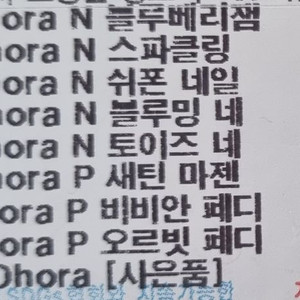 hora N 블루베리잼
hora N 스파클링
hora N 쉬폰 네일
hora N 블루밍 네
hora N 토이즈 네
hora P 새틴 마젠
ora P 비비안 페디
ora P 오르빗 페디
Ohora [사은품]